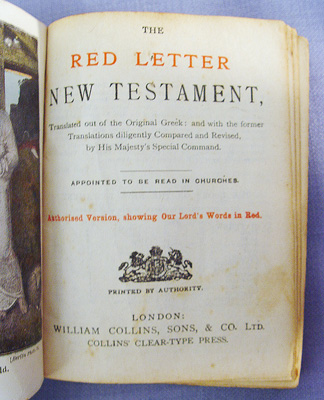 THE
RED LETTER
NEW TESTAMENT,
Translated out of the Original Greek: and with the former
Translations diligently Compared and Revised,
by His Majesty's Special Command.
APPOINTED TO BE READ IN CHURCHES.
Authorised Version, showing Our Lord's Words in Red.
PRINTED BY AUTHORITY.
LONDON:
WILLIAM COLLINS, SONS, & CO. LTD.
COLLINS' CLEAR-TYPE PRESS.